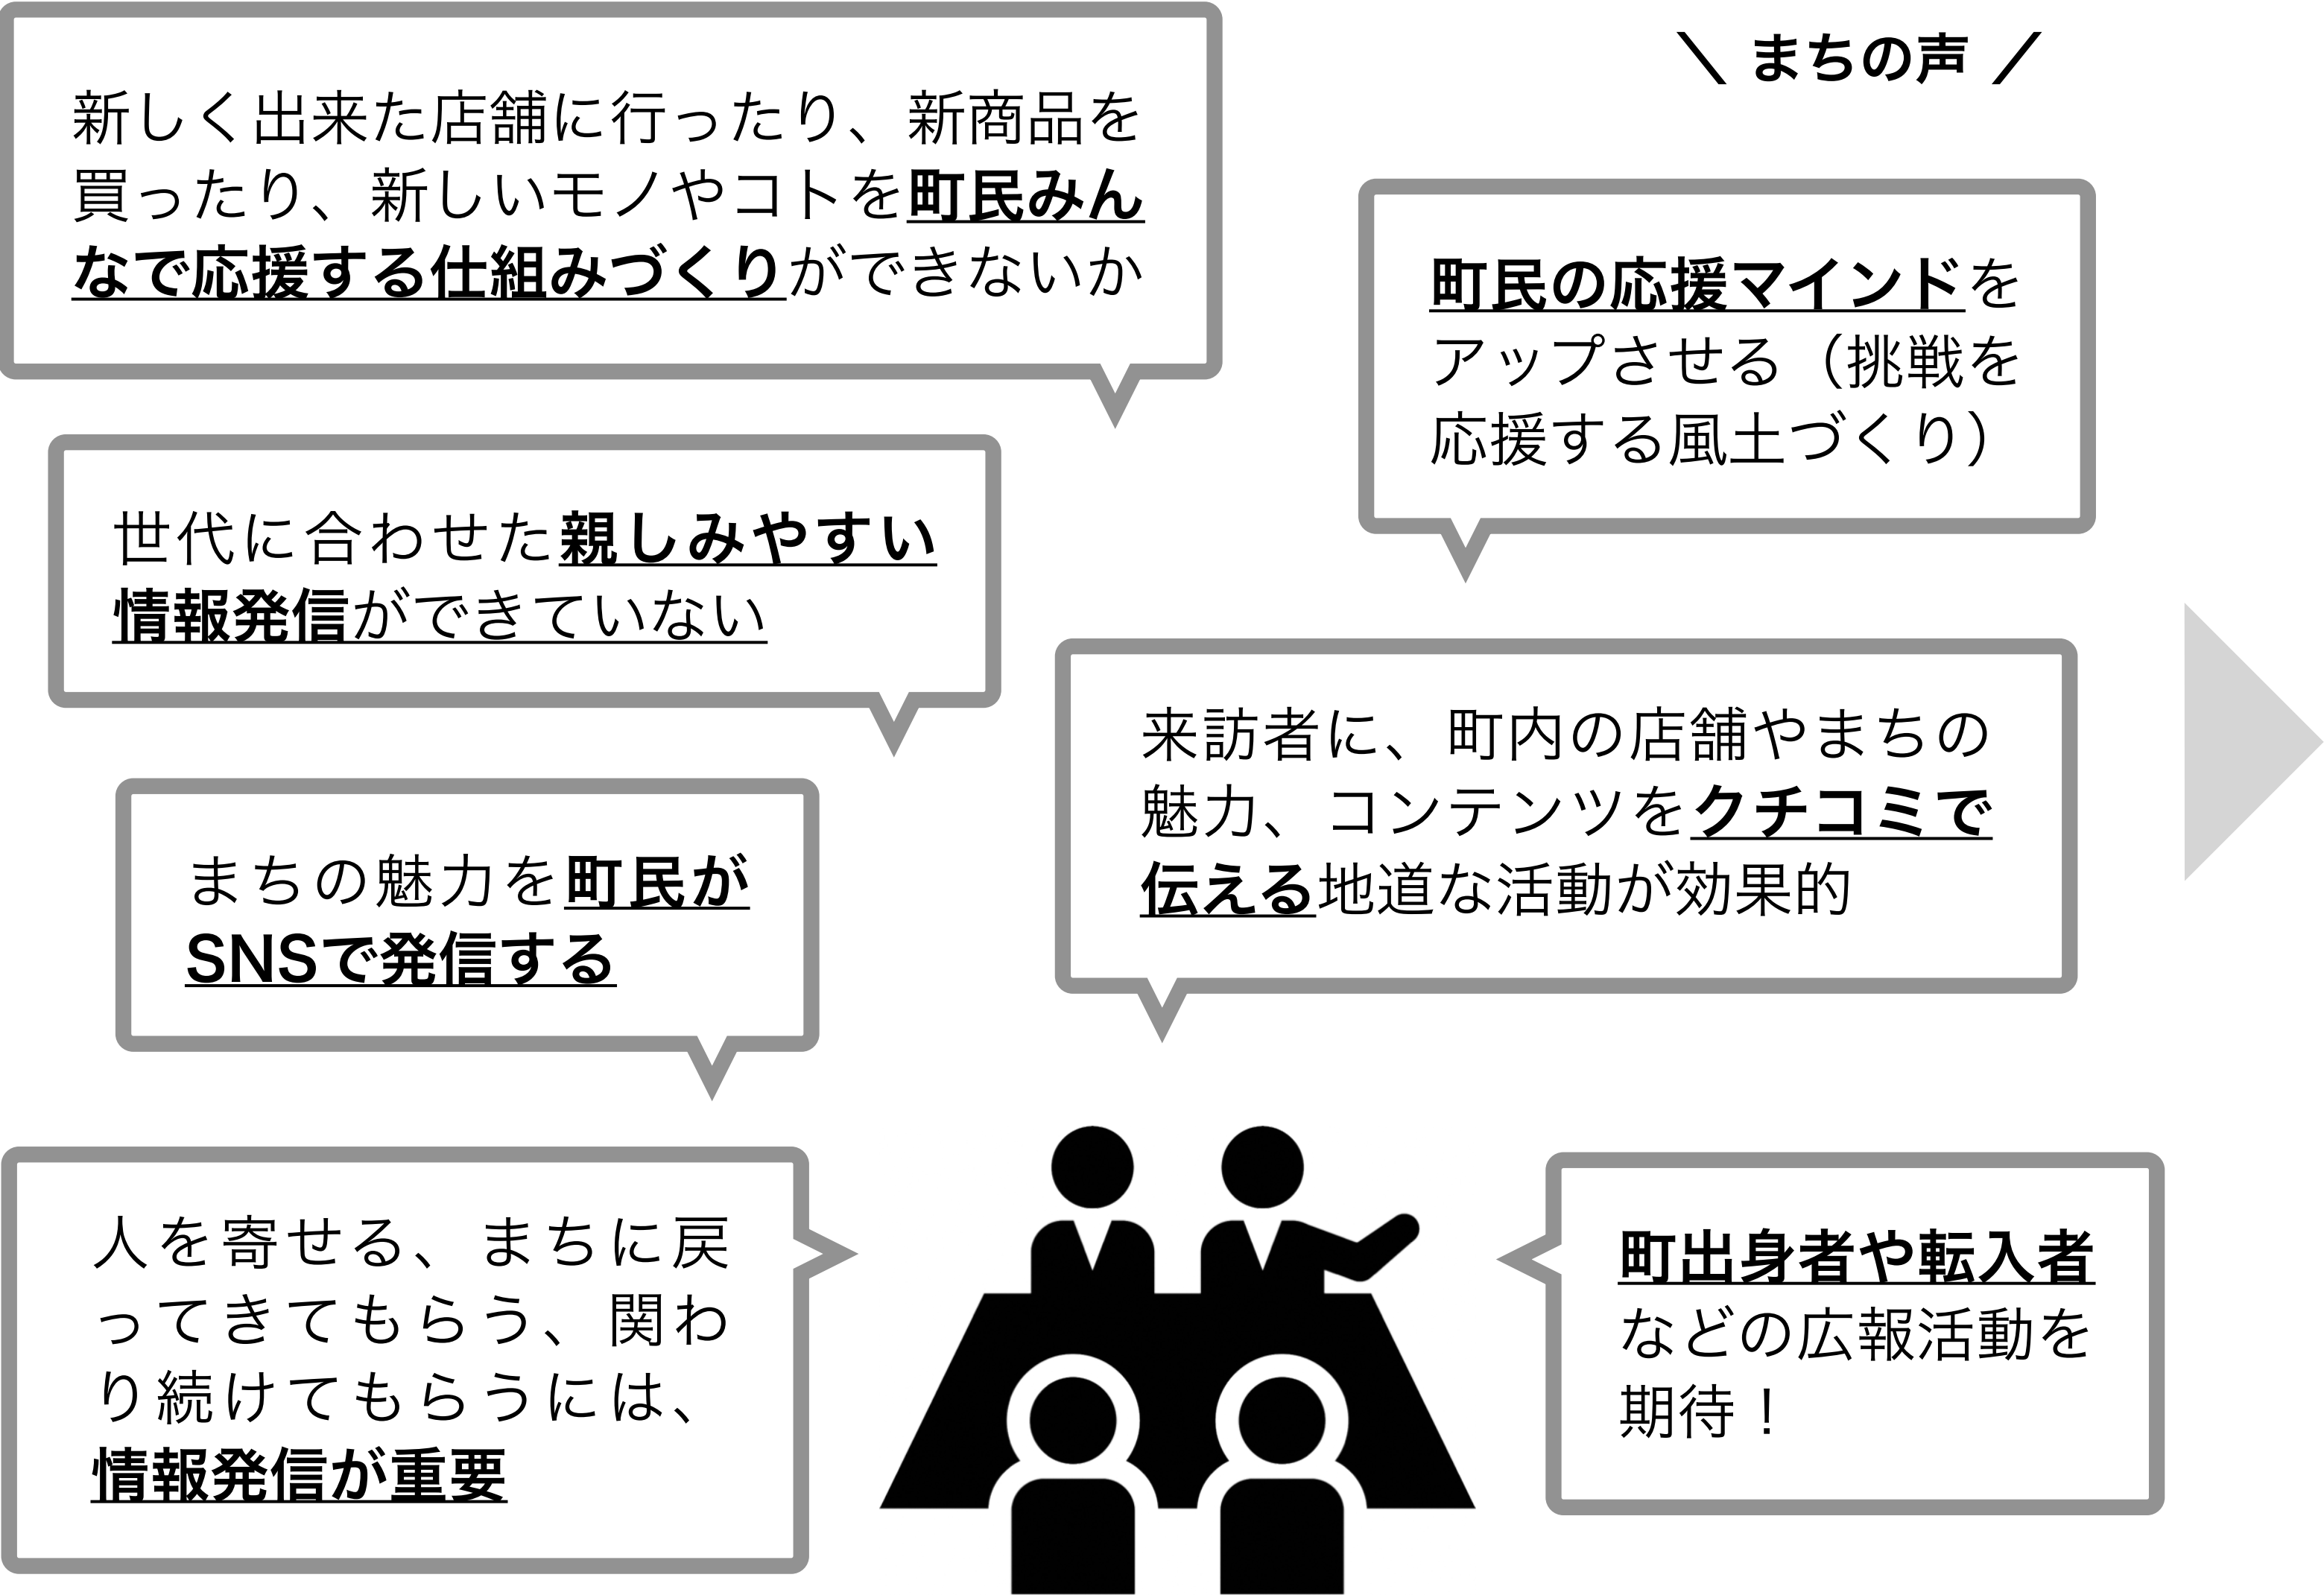 ＼ まちの声 ／
新しく出来た店舗に行ったり、新商品を
買ったり、新しいモノやコトを町民みん
なで応援する仕組みづくりができないか
町民の応援マインドを
アップさせる（挑戦を
応援する風土づくり）
世代に合わせた親しみやすい
情報発信ができていない
来訪者に、町内の店舗やまちの
魅力、コンテンツをクチコミで
伝える地道な活動が効果的
まちの魅力を町民が
SNSで発信する
人を寄せる、まちに戻
ってきてもらう、関わ
り続けてもらうには、
情報発信が重要
町出身者や転入者
などの広報活動を
期待！